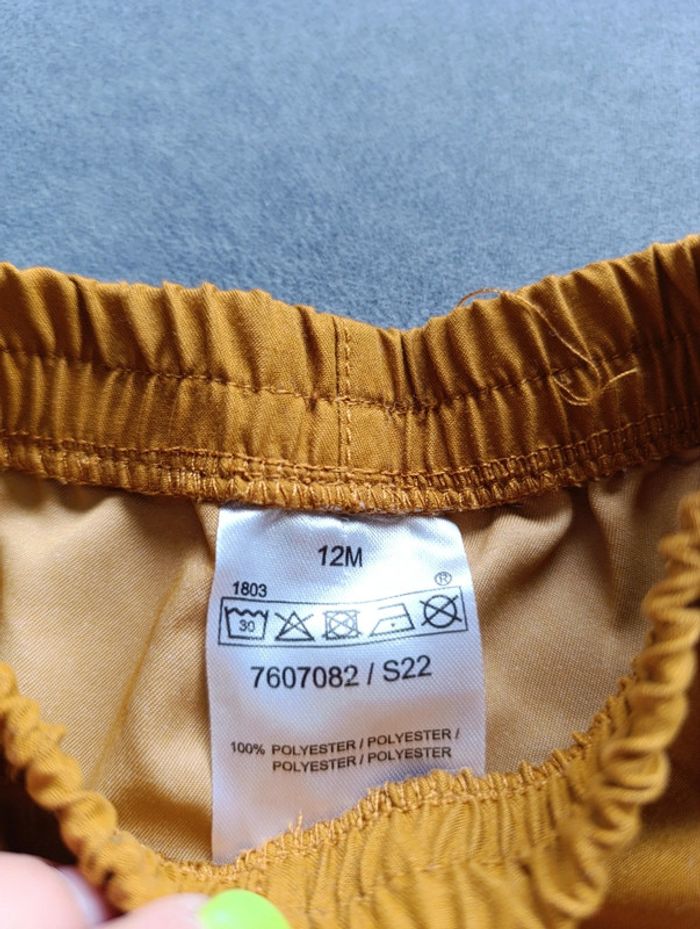 12M
1803
®
30
7607082 / S22
100% POLYESTER / POLYESTER /
POLYESTER / POLYESTER